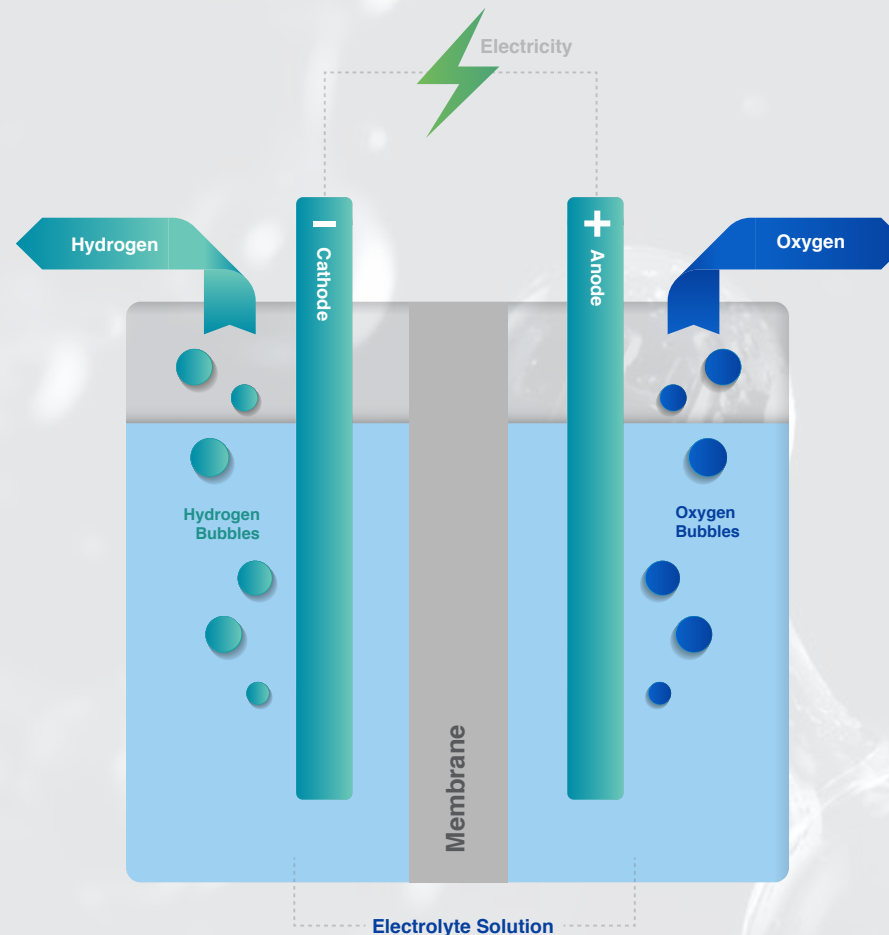 Electricity
Hydrogen
Oxygen
− Cathode
+ Anode
Hydrogen
Bubbles
Oxygen
Bubbles
Membrane
Electrolyte Solution